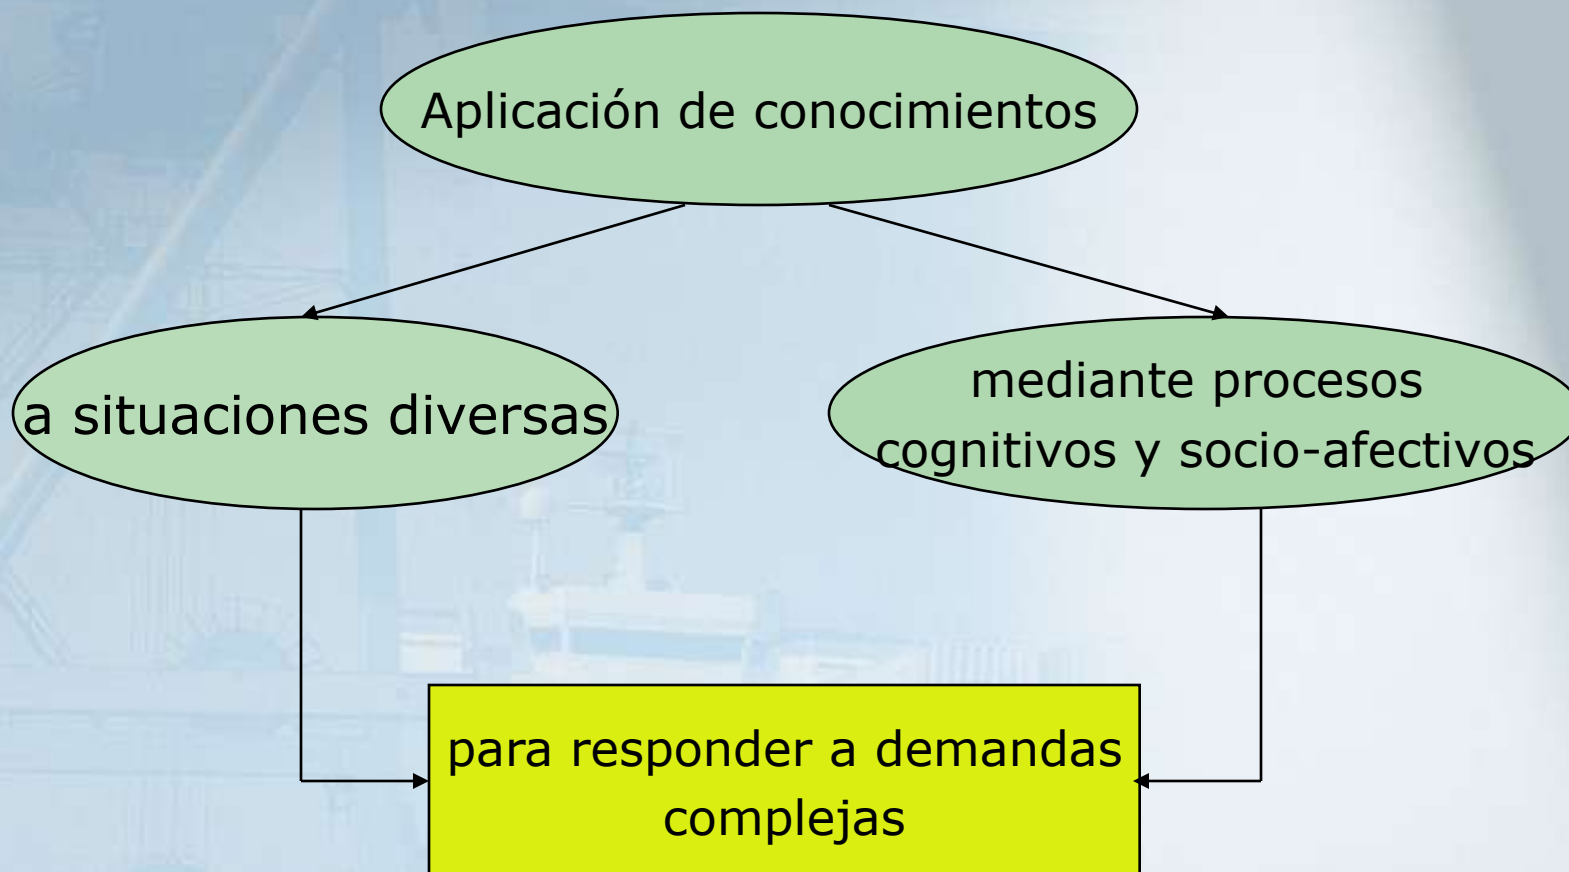 Aplicación de conocimientos
a situaciones diversas
mediante procesos
cognitivos y socio-afectivos
para responder a demandas
complejas